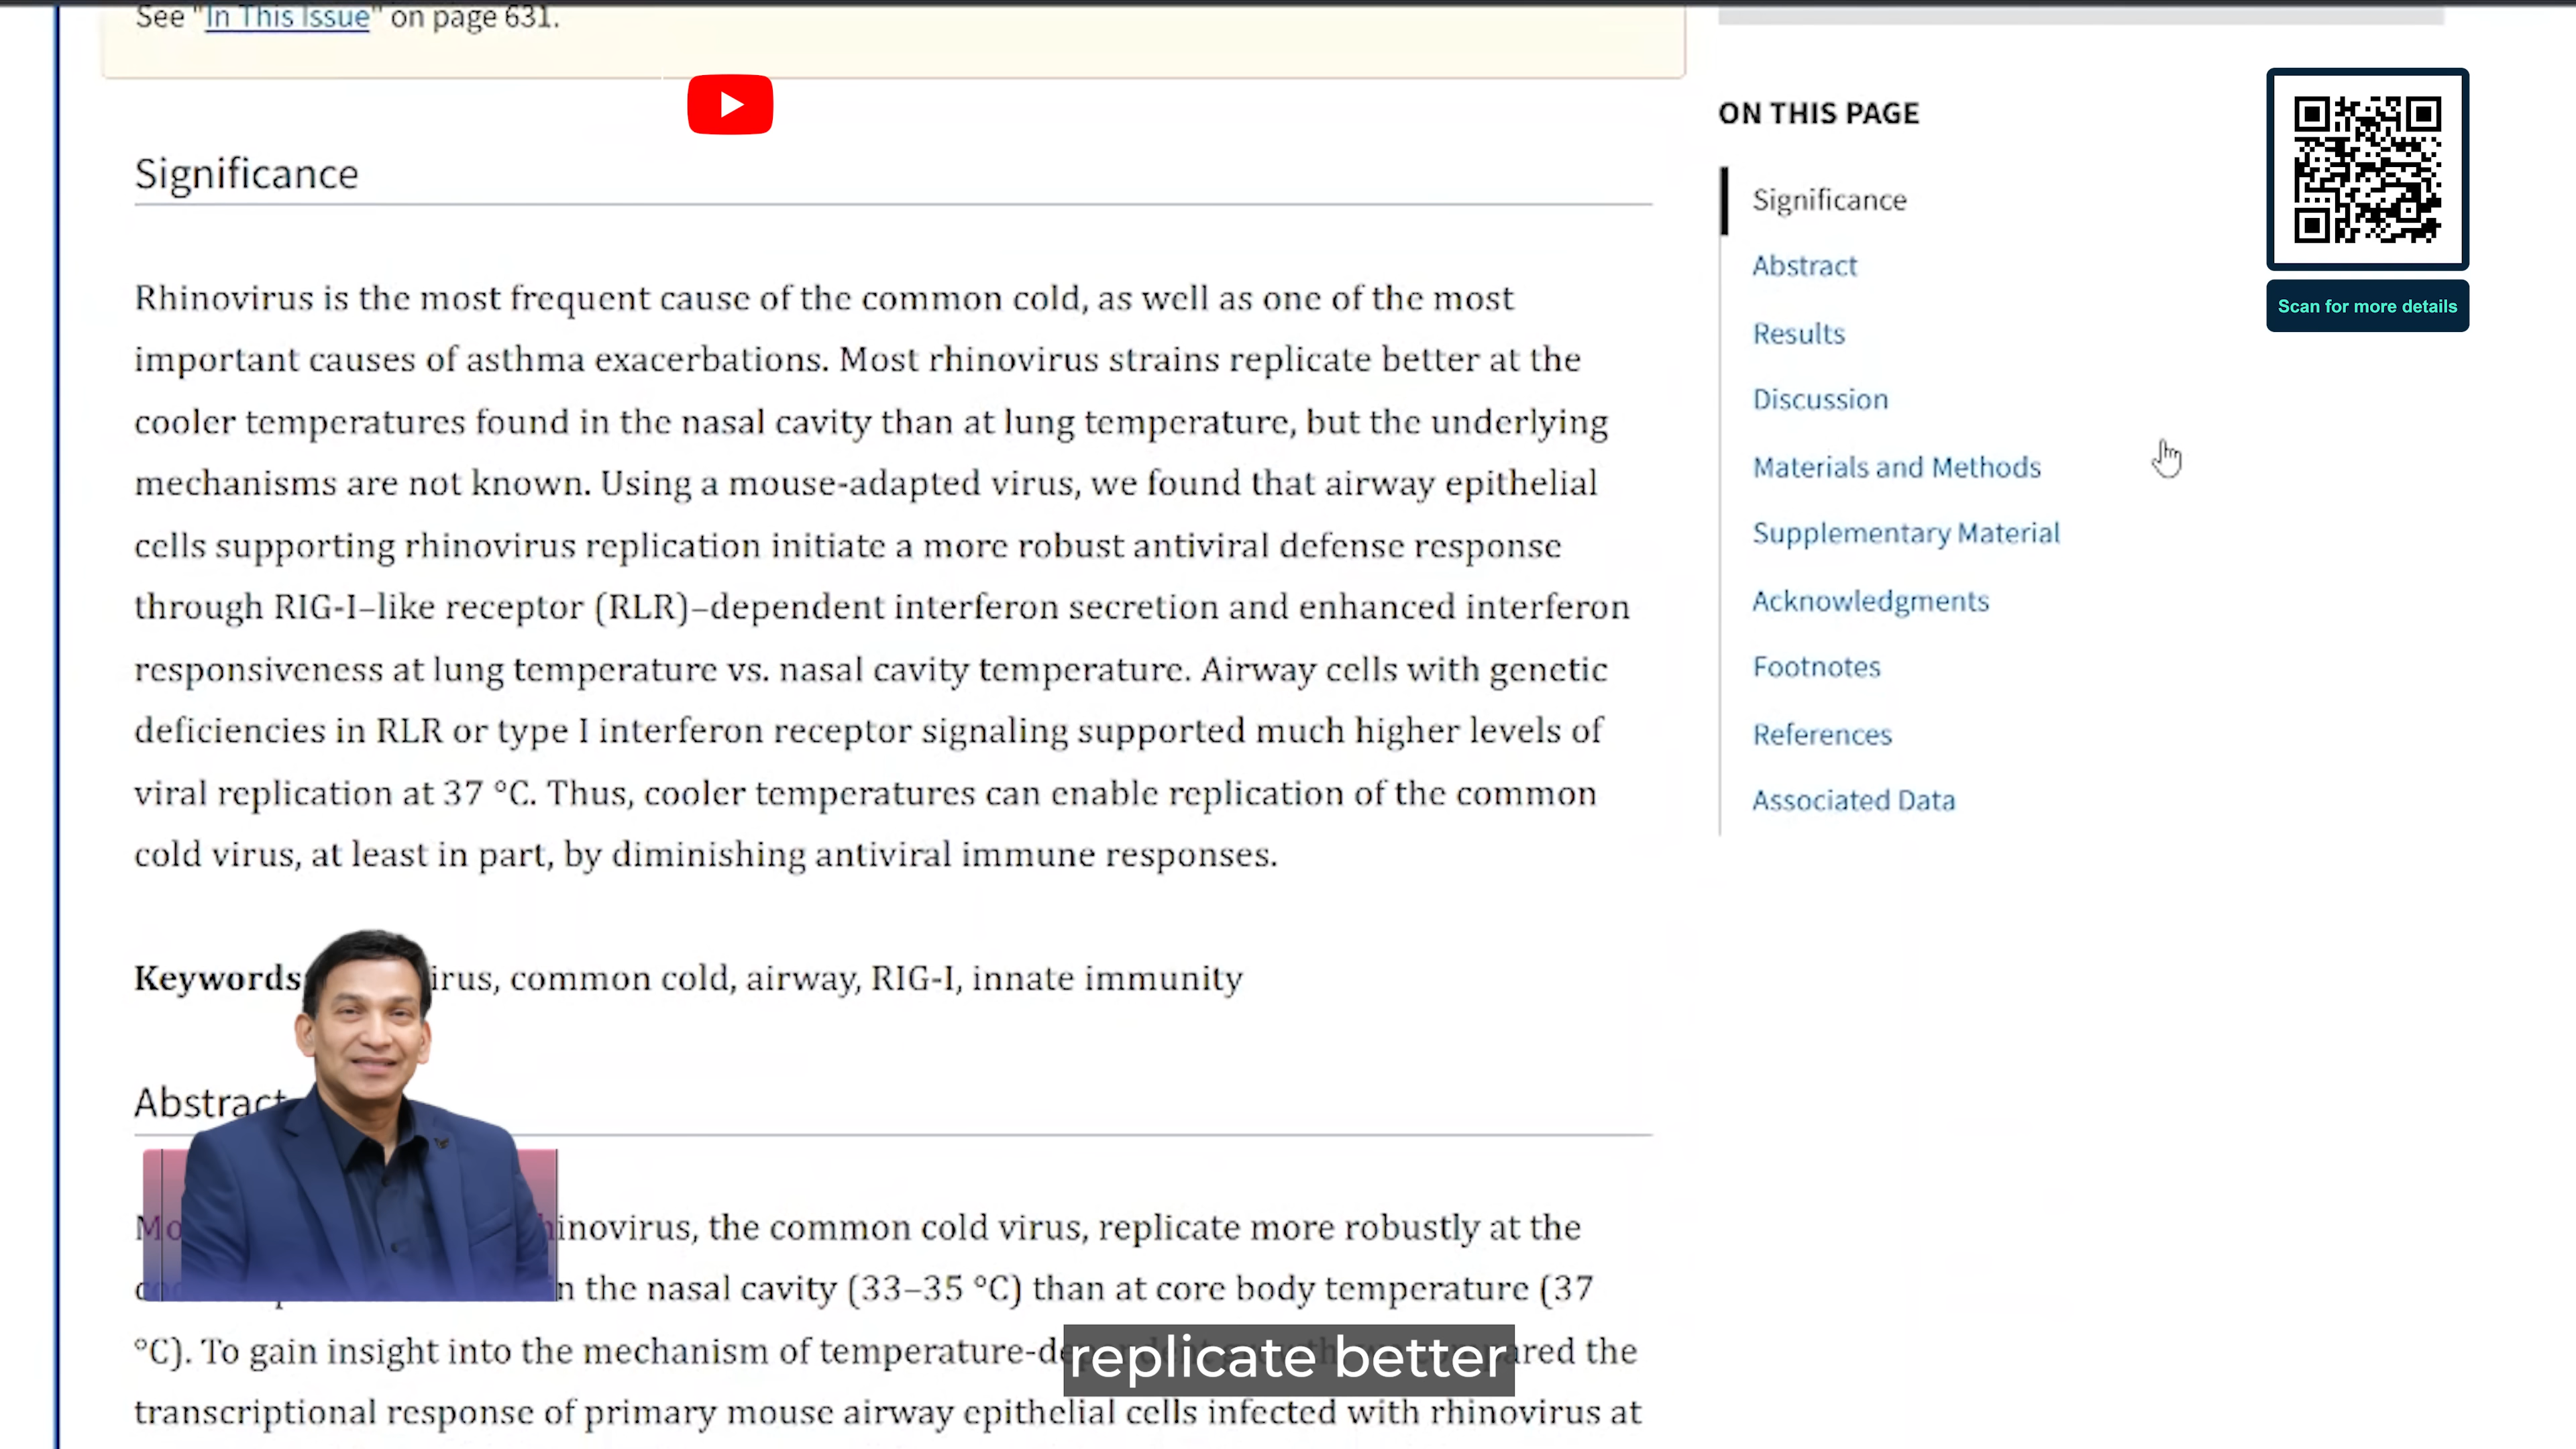 See "In This Issue" on page 631.
Significance
Rhinovirus is the most frequent cause of the common cold, as well as one of the most
important causes of asthma exacerbations. Most rhinovirus strains replicate better at the
cooler temperatures found in the nasal cavity than at lung temperature, but the underlying
mechanisms are not known. Using a mouse-adapted virus, we found that airway epithelial
cells supporting rhinovirus replication initiate a more robust antiviral defense response
through RIG-I–like receptor (RLR)–dependent interferon secretion and enhanced interferon
responsiveness at lung temperature vs. nasal cavity temperature. Airway cells with genetic
deficiencies in RLR or type I interferon receptor signaling supported much higher levels of
viral replication at 37 °C. Thus, cooler temperatures can enable replication of the common
cold virus, at least in part, by diminishing antiviral immune responses.
Keywords irus, common cold, airway, RIG-I, innate immunity
Abstract
Mo hinovirus, the common cold virus, replicate more robustly at the
in the nasal cavity (33–35 °C) than at core body temperature (37
°C). To gain insight into the mechanism of temperature-de ared the
replicate better
transcriptional response of primary mouse airway epithelial cells infected with rhinovirus at
ON THIS PAGE
Significance
Abstract
Results
Discussion
Materials and Methods
Supplementary Material
Acknowledgments
Footnotes
References
Associated Data
Scan for more details